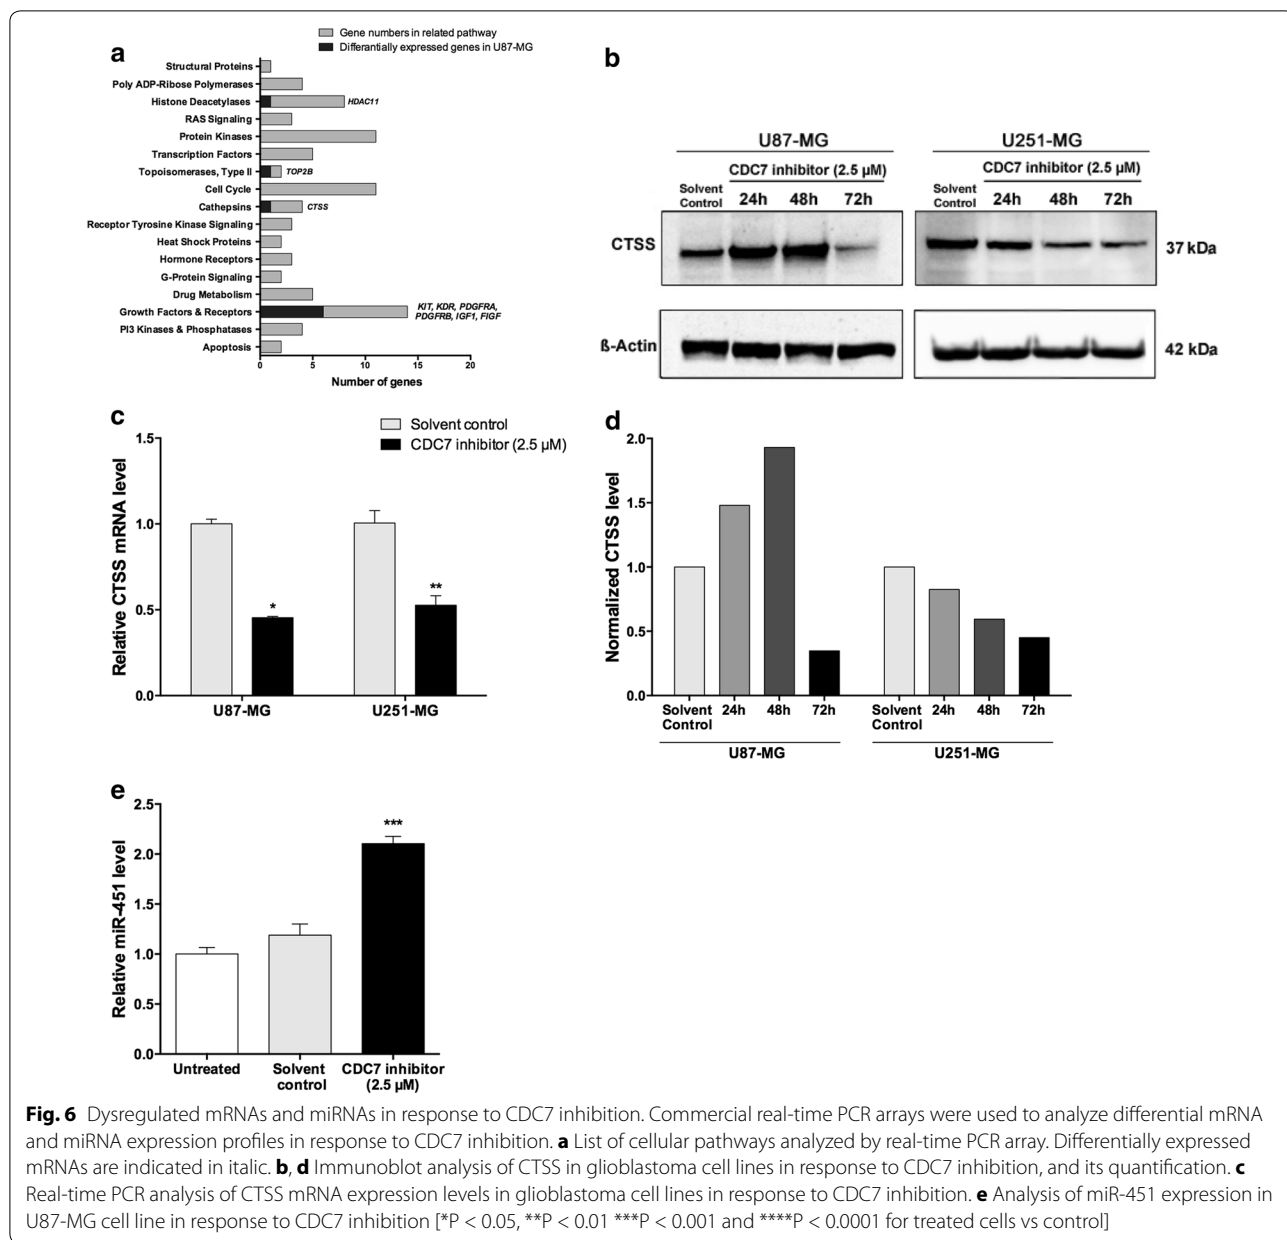 a
Gene numbers in related pathway
Differantially expressed genes in U87-MG
Structural Proteins
Poly ADP-Ribose Polymerases
Histone Deacetylases
HDAC11
RAS Signaling
Protein Kinases
Transcription Factors
Topoisomerases, Type II
TOP2B
Cell Cycle
Cathepsins
CTSS
Receptor Tyrosine Kinase Signaling
Heat Shock Proteins
Hormone Receptors
G-Protein Signaling
Drug Metabolism
Growth Factors & Receptors
KIT, KDR, PDGFRA,
PDGFRB, IGF1, FIGF
PI3 Kinases & Phosphatases
Apoptosis
0 5 10 15 20
Number of genes
b
U87-MG
U251-MG
CDC7 inhibitor (2.5 µM)
CDC7 inhibitor (2.5 µM)
Solvent
Control
24h 48h 72h
Solvent
Control
24h 48h 72h
CTSS
37 kDa
ß-Actin
42 kDa
c
Solvent control
CDC7 inhibitor (2.5 µM)
Relative CTSS mRNA level
1.5
1.0
0.5
0.0
*
**
U87-MG
U251-MG
d
Normalized CTSS level
2.0
1.5
1.0
0.5
0.0
Solvent
Control
24h 48h 72h
Solvent
Control
24h 48h 72h
U87-MG
U251-MG
e
Relative miR-451 level
2.5
2.0
1.5
1.0
0.5
0.0
***
Untreated
Solvent
control
CDC7 inhibitor
(2.5 µM)
Fig. 6 Dysregulated mRNAs and miRNAs in response to CDC7 inhibition. Commercial real-time PCR arrays were used to analyze differential mRNA
and miRNA expression profiles in response to CDC7 inhibition. a List of cellular pathways analyzed by real-time PCR array. Differentially expressed
mRNAs are indicated in italic. b, d Immunoblot analysis of CTSS in glioblastoma cell lines in response to CDC7 inhibition, and its quantification. c
Real-time PCR analysis of CTSS mRNA expression levels in glioblastoma cell lines in response to CDC7 inhibition. e Analysis of miR-451 expression in
U87-MG cell line in response to CDC7 inhibition [*P < 0.05, **P < 0.01 ***P < 0.001 and ****P < 0.0001 for treated cells vs control]